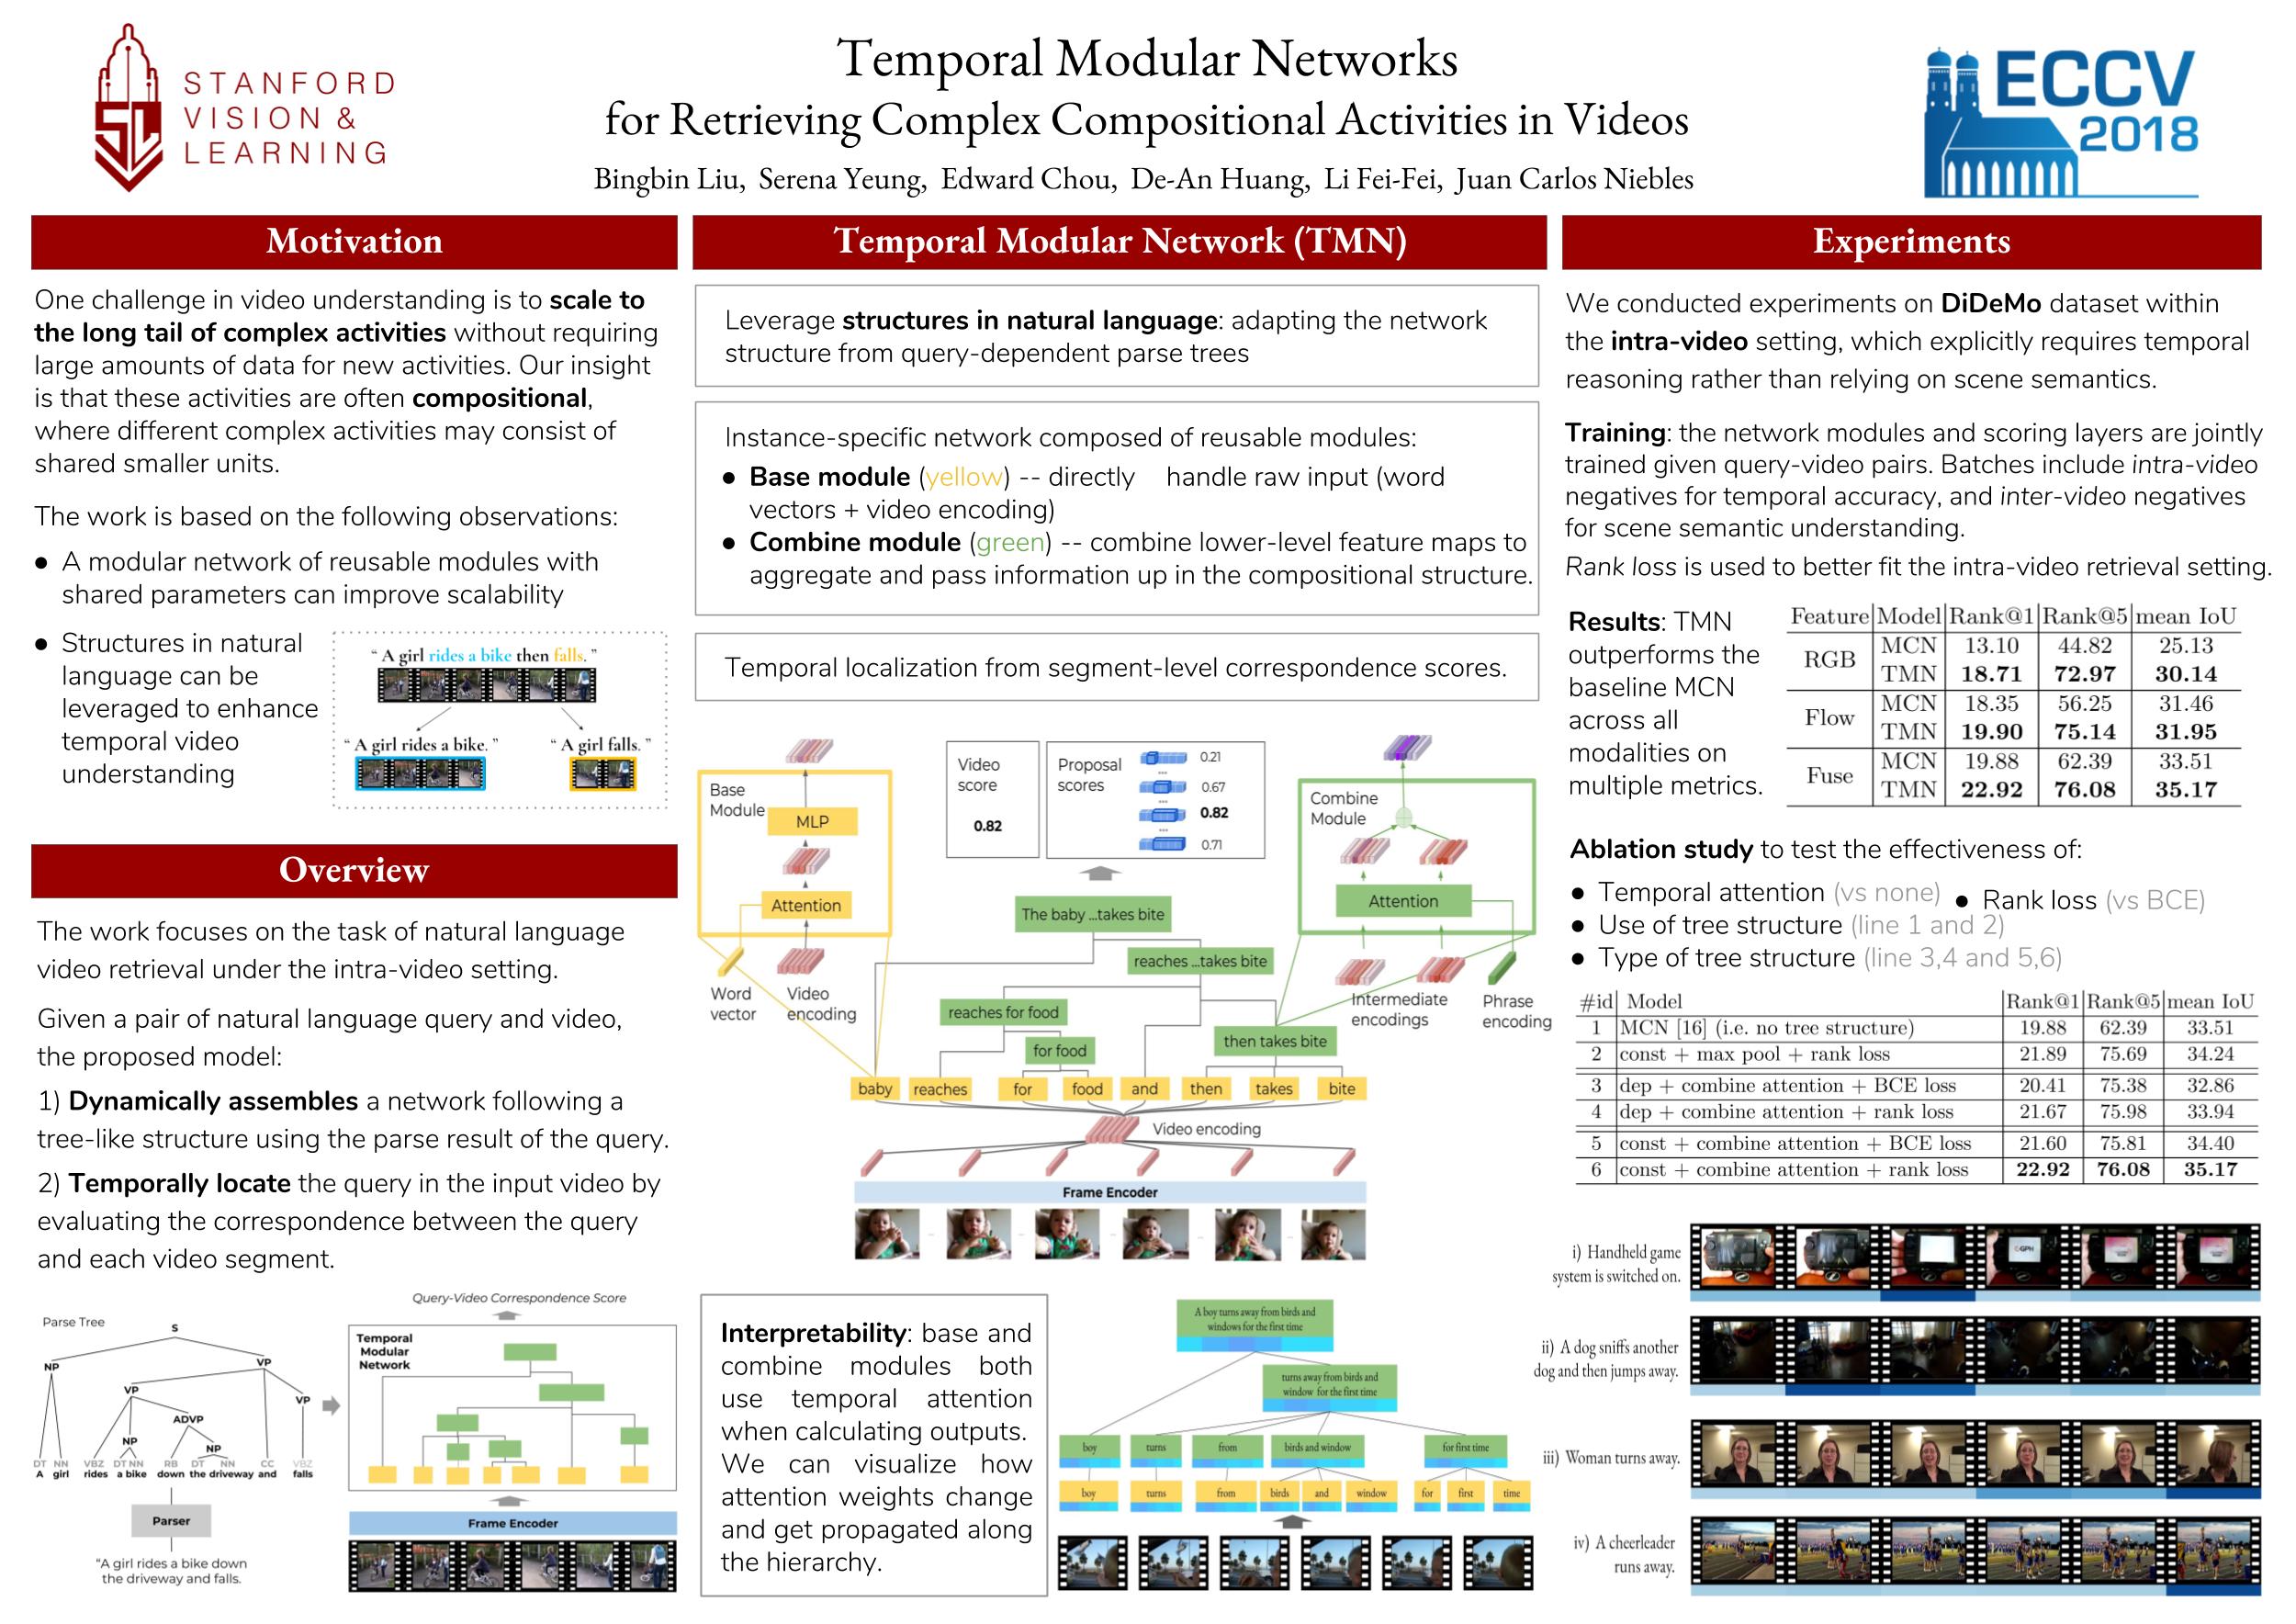 STANFORD
VISION &
LEARNING
Temporal Modular Networks
for Retrieving Complex Compositional Activities in Videos
Bingbin Liu, Serena Yeung, Edward Chou, De-An Huang, Li Fei-Fei, Juan Carlos Niebles
ECCV
2018
Motivation
One challenge in video understanding is to scale to
the long tail of complex activities without requiring
large amounts of data for new activities. Our insight
is that these activities are often compositional,
where different complex activities may consist of
shared smaller units.
The work is based on the following observations:
● A modular network of reusable modules with
shared parameters can improve scalability
● Structures in natural
language can be
leveraged to enhance
temporal video
understanding
“ A girl rides a bike then falls. ”
“ A girl rides a bike. ”
“ A girl falls. ”
Overview
The work focuses on the task of natural language
video retrieval under the intra-video setting.
Given a pair of natural language query and video,
the proposed model:
1) Dynamically assembles a network following a
tree-like structure using the parse result of the query.
2) Temporally locate the query in the input video by
evaluating the correspondence between the query
and each video segment.
Parse Tree
S
NP
VP
VP
VP
ADVP
NP
NP
DT NN VBZ DT NN RB DT NN CC VBZ
A girl rides a bike down the driveway and falls
Parser
“A girl rides a bike down
the driveway and falls.
Query-Video Correspondence Score
Temporal
Modular
Network
Frame Encoder
Temporal Modular Network (TMN)
Leverage structures in natural language: adapting the network
structure from query-dependent parse trees
Instance-specific network composed of reusable modules:
● Base module (yellow) -- directly handle raw input (word
vectors + video encoding)
● Combine module (green) -- combine lower-level feature maps to
aggregate and pass information up in the compositional structure.
Temporal localization from segment-level correspondence scores.
Base
Module
MLP
Attention
Word
vector
Video
encoding
Video
score
0.82
Proposal
scores
0.21
...
0.67
...
0.82
...
0.71
Combine
Module
Attention
Intermediate
encodings
Phrase
encoding
The baby ...takes bite
reaches ...takes bite
reaches for food
for food
then takes bite
baby reaches for food and then takes bite
Video encoding
Frame Encoder
Interpretability: base and
combine modules both
use temporal attention
when calculating outputs.
We can visualize how
attention weights change
and get propagated along
the hierarchy.
A boy turns away from birds and
windows for the first time
turns away from birds and
window for the first time
boy turns from birds and window for first time
boy turns from birds and window for first time
Experiments
We conducted experiments on DiDeMo dataset within
the intra-video setting, which explicitly requires temporal
reasoning rather than relying on scene semantics.
Training: the network modules and scoring layers are jointly
trained given query-video pairs. Batches include intra-video
negatives for temporal accuracy, and inter-video negatives
for scene semantic understanding.
Rank loss is used to better fit the intra-video retrieval setting.
Results: TMN
outperforms the
baseline MCN
across all
modalities on
multiple metrics.
Feature Model Rank@1 Rank@5 mean IoU
RGB MCN 13.10 44.82 25.13
TMN 18.71 72.97 30.14
Flow MCN 18.35 56.25 31.46
TMN 19.90 75.14 31.95
Fuse MCN 19.88 62.39 33.51
TMN 22.92 76.08 35.17
Ablation study to test the effectiveness of:
● Temporal attention (vs none) ● Rank loss (vs BCE)
● Use of tree structure (line 1 and 2)
● Type of tree structure (line 3,4 and 5,6)
#id Model Rank@1 Rank@5 mean IoU
1 MCN [16] (i.e. no tree structure) 19.88 62.39 33.51
2 const + max pool + rank loss 21.89 75.69 34.24
3 dep + combine attention + BCE loss 20.41 75.38 32.86
4 dep + combine attention + rank loss 21.67 75.98 33.94
5 const + combine attention + BCE loss 21.60 75.81 34.40
6 const + combine attention + rank loss 22.92 76.08 35.17
i) Handheld game
system is switched on.
GPH
ii) A dog sniffs another
dog and then jumps away.
iii) Woman turns away.
iv) A cheerleader
runs away.